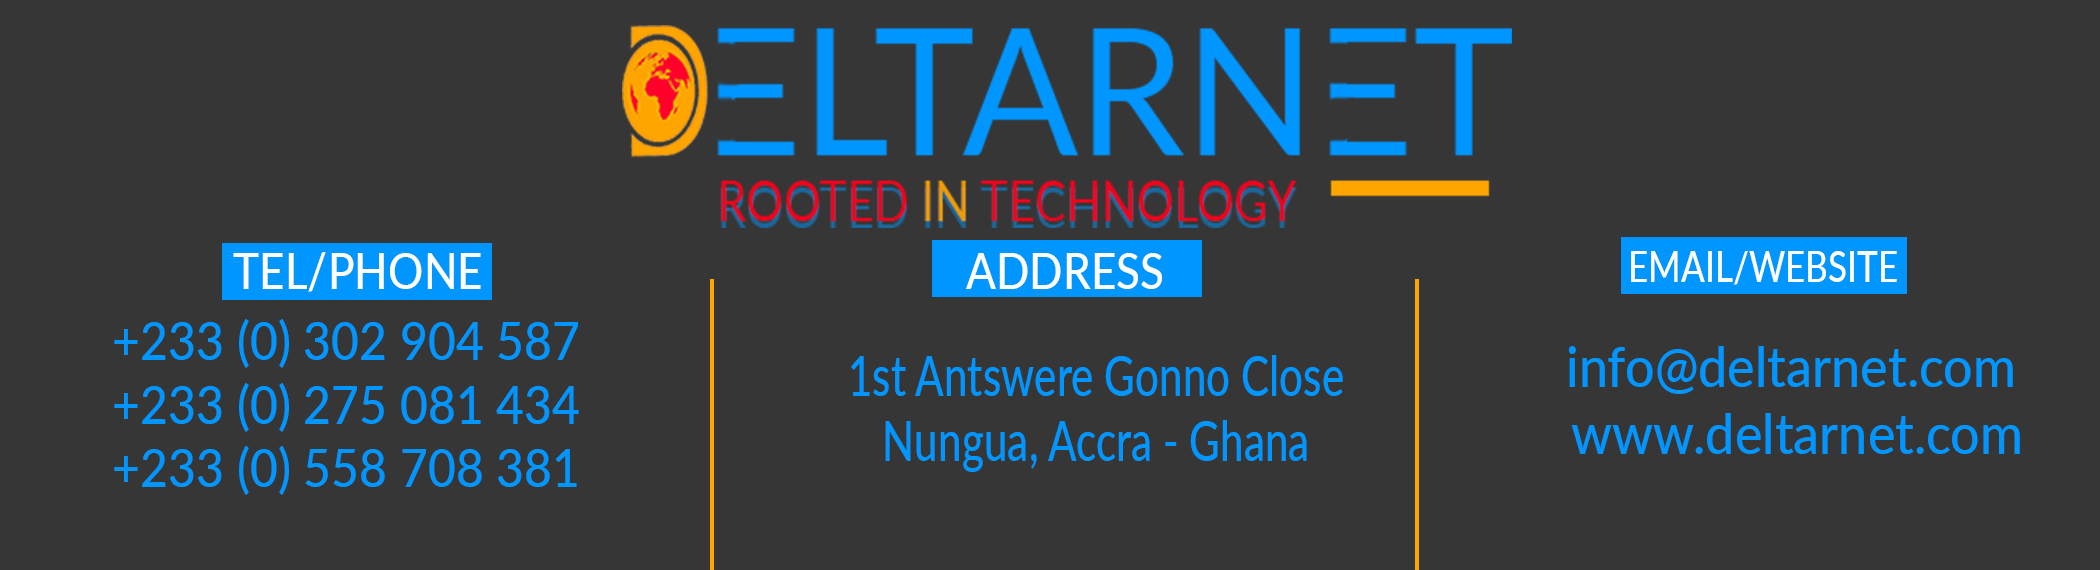 DELTARNET
ROOTED IN TECHNOLOGY
TEL/PHONE
+233 (0) 302 904 587
+233 (0) 275 081 434
+233 (0) 558 708 381
ADDRESS
1st Antswere Gonno Close
Nungua, Accra - Ghana
EMAIL/WEBSITE
info@deltarnet.com
www.deltarnet.com